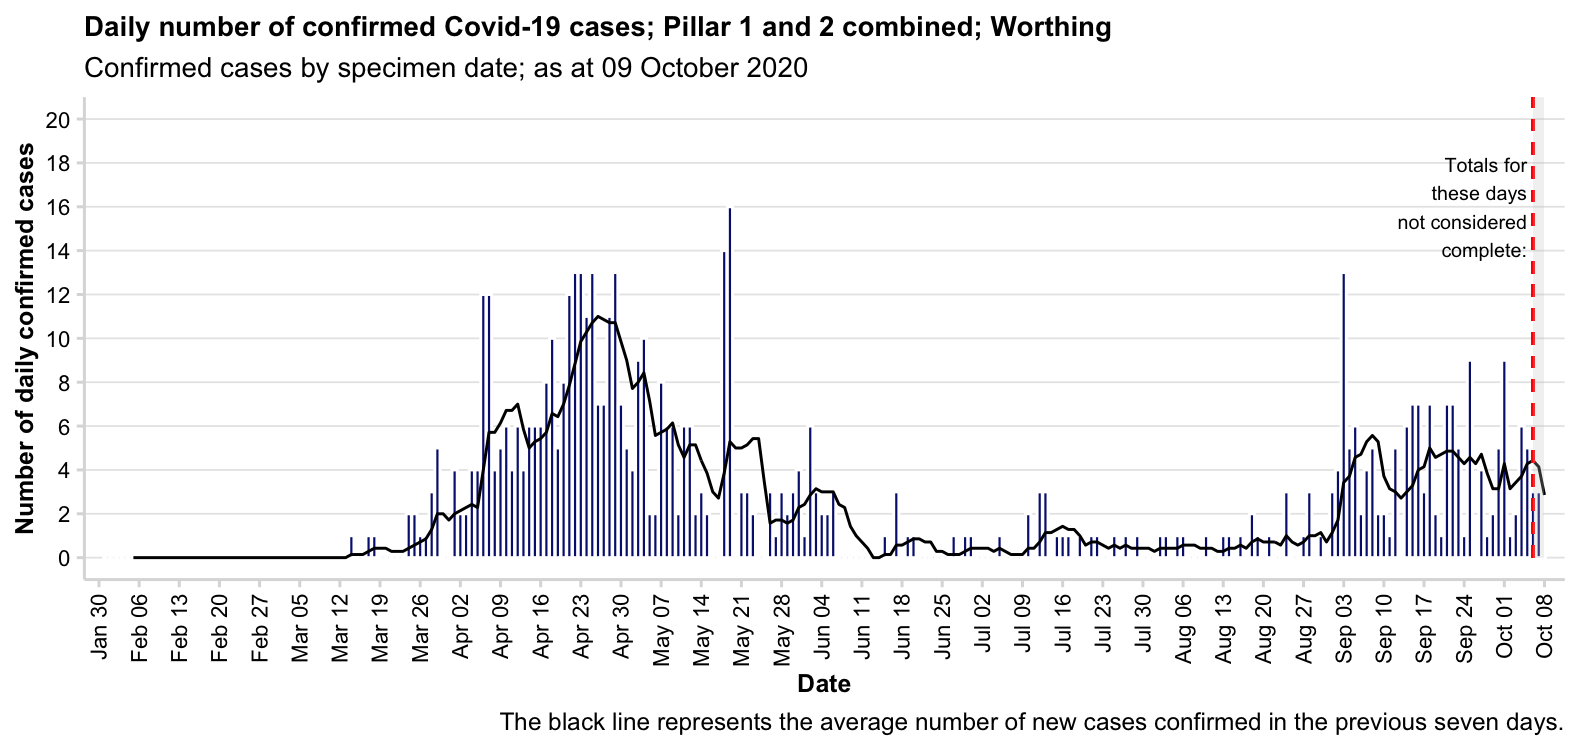 Daily number of confirmed Covid-19 cases; Pillar 1 and 2 combined; Worthing
Confirmed cases by specimen date; as at 09 October 2020
Number of daily confirmed cases
20
18
16
14
12
10
8
6
4
2
0
Totals for
these days
not considered
complete:
Jan 30
Feb 06
Feb 13
Feb 20
Feb 27
Mar 05
Mar 12
Mar 19
Mar 26
Apr 02
Apr 09
Apr 16
Apr 23
Apr 30
May 07
May 14
May 21
May 28
Jun 04
Jun 11
Jun 18
Jun 25
Jul 02
Jul 09
Jul 16
Jul 23
Jul 30
Aug 06
Aug 13
Aug 20
Aug 27
Sep 03
Sep 10
Sep 17
Sep 24
Oct 01
Oct 08
Date
The black line represents the average number of new cases confirmed in the previous seven days.